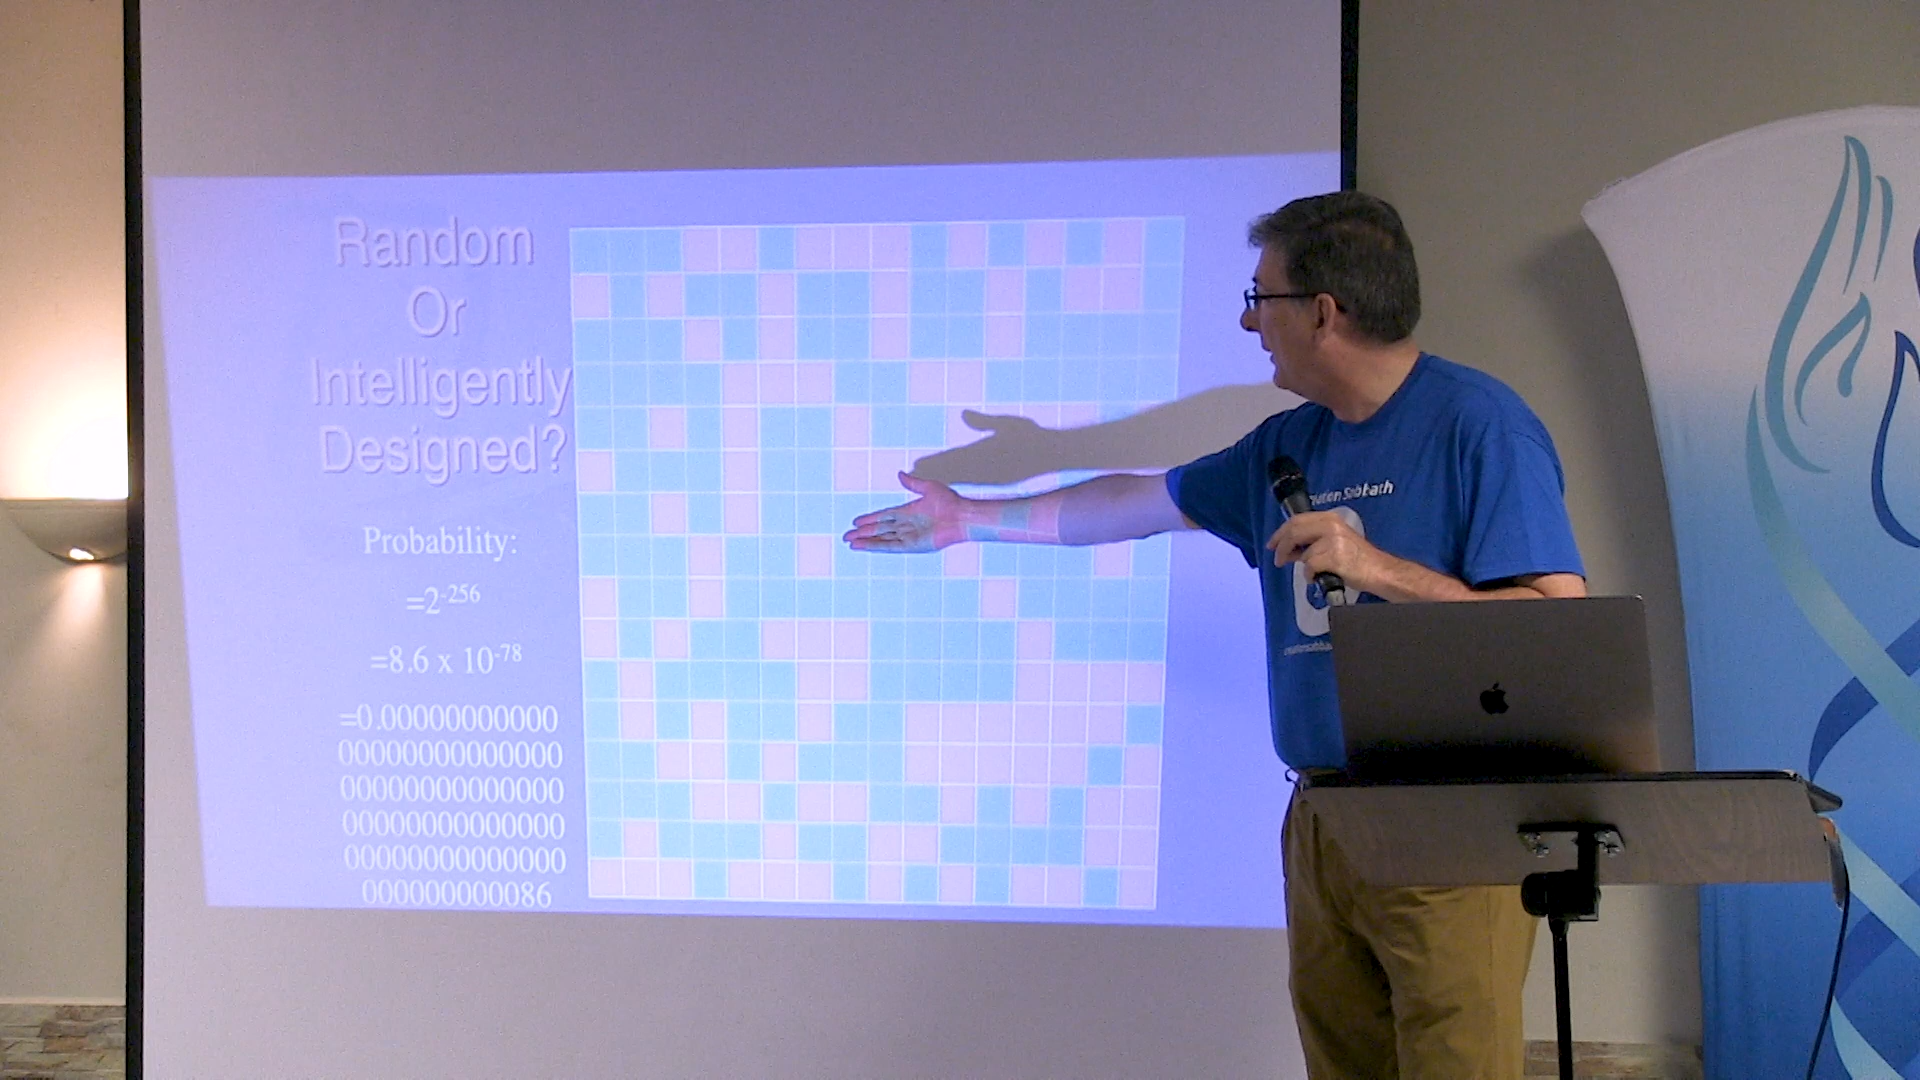 Random
Or
Intelligently
Designed?
Probability:
=2-256
=8.6 x 10-78
=0.00000000000
00000000000000
00000000000000
00000000000000
00000000000000
000000000086
Sabbath